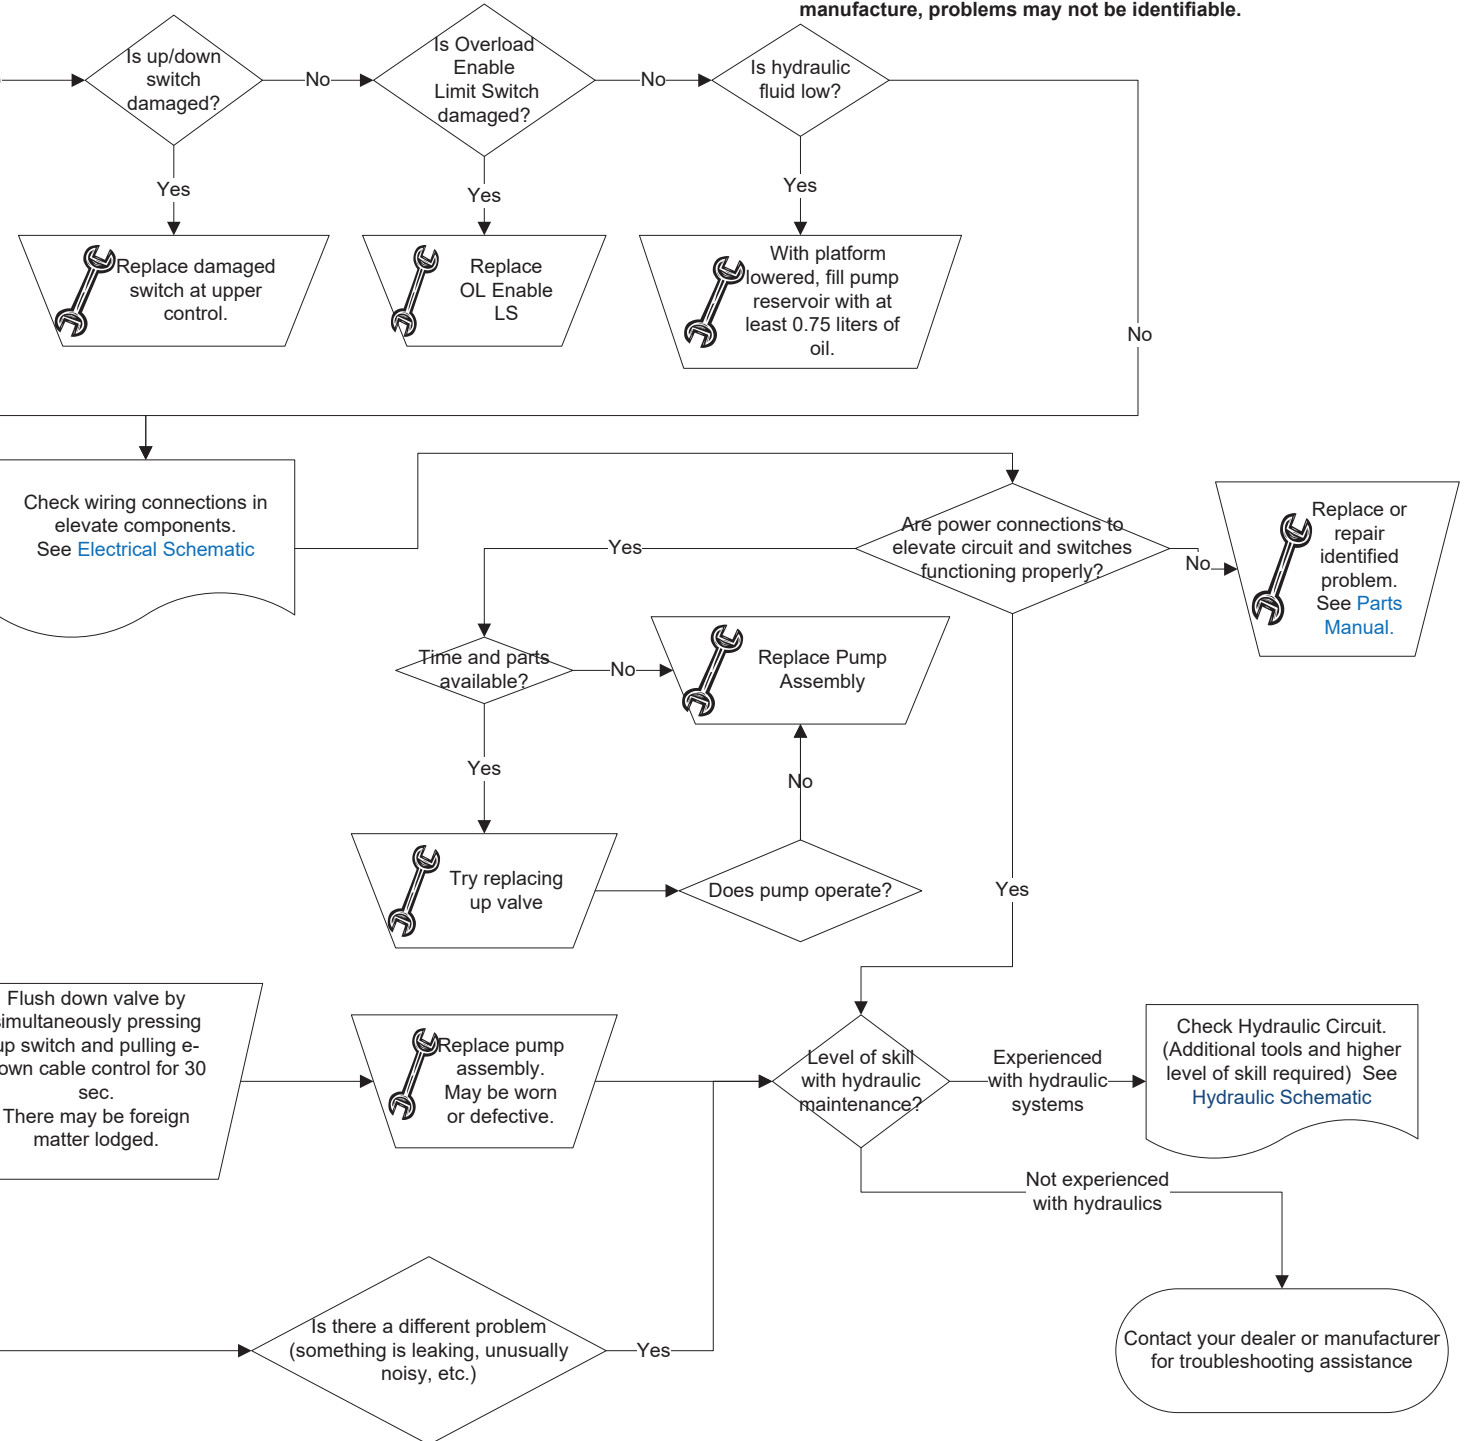 manufacture, problems may not be identifiable.
Is up/down
switch
damaged?
No
Is Overload
Enable
Limit Switch
damaged?
No
Is hydraulic
fluid low?
Yes
Yes
Yes
Replace damaged
switch at upper
control.
Replace
OL Enable
LS
With platform
lowered, fill pump
reservoir with at
least 0.75 liters of
oil.
No
Check wiring connections in
elevate components.
See Electrical Schematic
Yes
Are power connections to
elevate circuit and switches
functioning properly?
No
Replace or
repair
identified
problem.
See Parts
Manual.
Time and parts
available?
No
Replace Pump
Assembly
Yes
No
Try replacing
up valve
Does pump operate?
Yes
Flush down valve by
simultaneously pressing
up switch and pulling e-
own cable control for 30
sec.
There may be foreign
matter lodged.
Replace pump
assembly.
May be worn
or defective.
Level of skill
with hydraulic
maintenance?
Experienced
with hydraulic
systems
Check Hydraulic Circuit.
(Additional tools and higher
level of skill required) See
Hydraulic Schematic
Not experienced
with hydraulics
Is there a different problem
(something is leaking, unusually
noisy, etc.)
Yes
Contact your dealer or manufacturer
for troubleshooting assistance